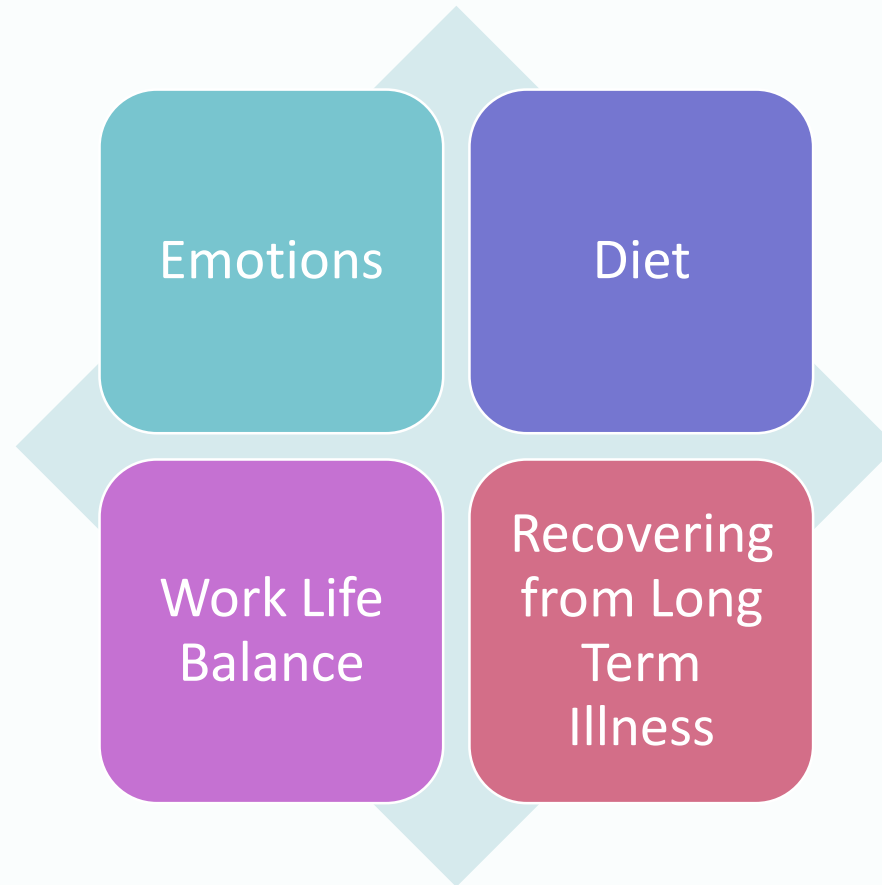 Emotions
Diet
Work Life
Balance
Recovering
from Long
Term
Illness